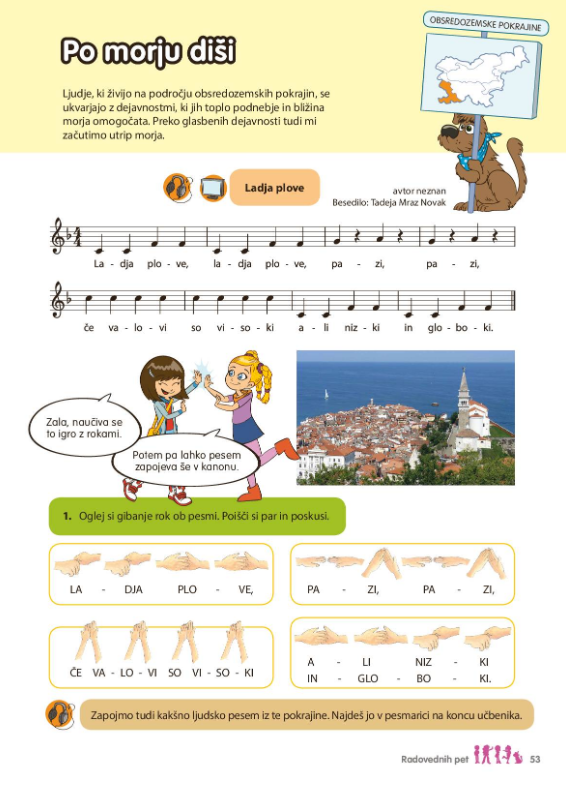 Po morju diši
OBSREDOZEMSKE POKRAJINE
Ljudje, ki živijo na področju obsredozemskih pokrajin, se
ukvarjajo z dejavnostmi, ki jih toplo podnebje in bližina
morja omogočata. Preko glasbenih dejavnosti tudi mi
začutimo utrip morja.
Ladja plove
avtor neznan
Besedilo: Tadeja Mraz Novak
4
4
La - dja plo - ve, la - dja plo - ve, pa - zi, pa - zi,
če va - lo - vi so vi - so - ki a - li niz - ki in glo - bo - ki.
Zala, naučiva se
to igro z rokami.
Potem pa lahko pesem
zapojeva še v kanonu.
1. Oglej si gibanje rok ob pesmi. Poišči si par in poskusi.
LA - DJA PLO - VE,
PA - ZI, PA - ZI,
ČE VA - LO - VI SO VI - SO - KI
A - LI NIZ - KI
IN - GLO - BO - KI.
Zapojmo tudi kakšno ljudsko pesem iz te pokrajine. Najdeš jo v pesmarici na koncu učbenika.
Radovednih pet 53